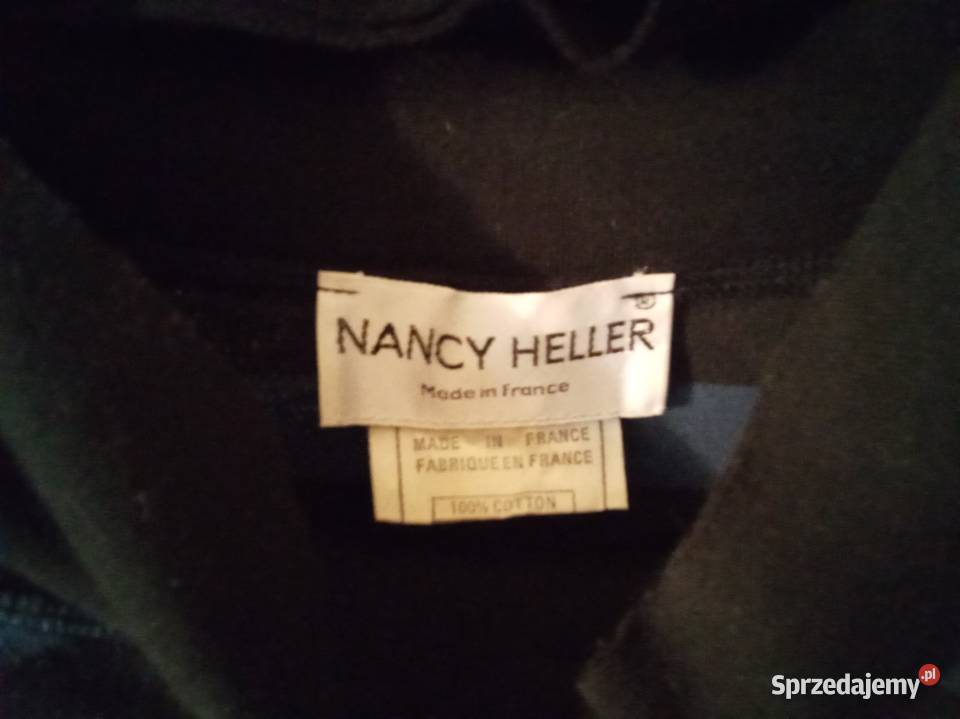 ®
NANCY HELLER
Made in France
MADE IN FRANCE
FABRIQUE EN FRANCE
100% COTTON
Sprzedajemy.pl